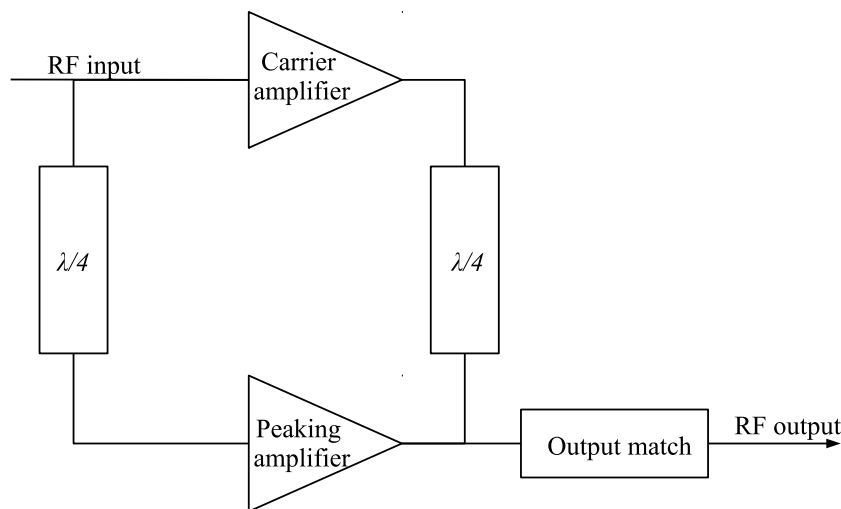 RF input
Carrier
amplifier
λ/4
λ/4
Peaking
amplifier
Output match
RF output